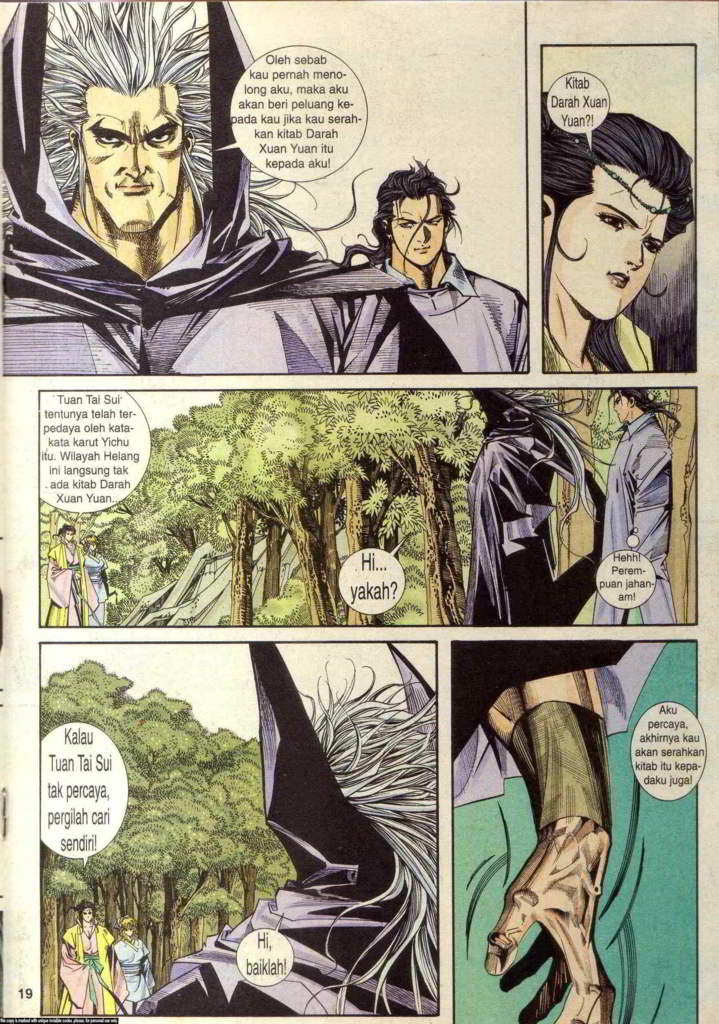 Oleh sebab
kau pernah meno-
long aku, maka aku
akan beri peluang ke-
pada kau jika kau serah-
kan kitab Darah
Xuan Yuan itu
kepada aku!
Kitab
Darah Xuan
Yuan?!
Tuan Tai Sui
tentunya telah ter-
pedaya oleh kata-
kata karut Yichu
itu. Wilayah Helang
ini langsung tak
ada kitab Darah
Xuan Yuan...
Hi...
yakah?
Hehh!
Perem-
puan jahan-
am!
Kalau
Tuan Tai Sui
tak percaya,
pergilah cari
sendiri!
Hi,
baiklah!
Aku
percaya,
akhirnya kau
akan serahkan
kitab itu kepa-
daku juga!
19